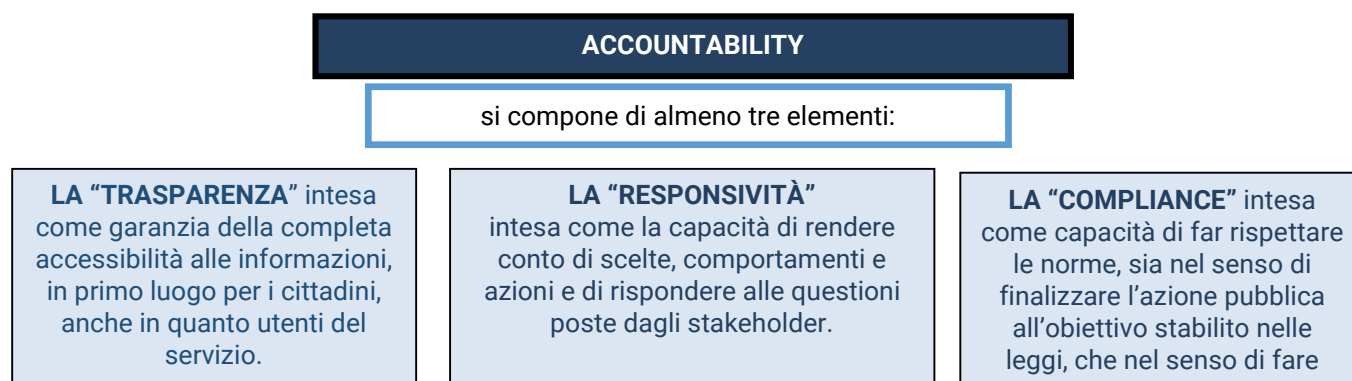 ACCOUNTABILITY
si compone di almeno tre elementi:
LA “TRASPARENZA” intesa
come garanzia della completa
accessibilità alle informazioni,
in primo luogo per i cittadini,
anche in quanto utenti del
servizio.
LA “RESPONSIVITÀ”
intesa come la capacità di rendere
conto di scelte, comportamenti e
azioni e di rispondere alle questioni
poste dagli stakeholder.
LA “COMPLIANCE” intesa
come capacità di far rispettare
le norme, sia nel senso di
finalizzare l’azione pubblica
all’obiettivo stabilito nelle
leggi, che nel senso di fare